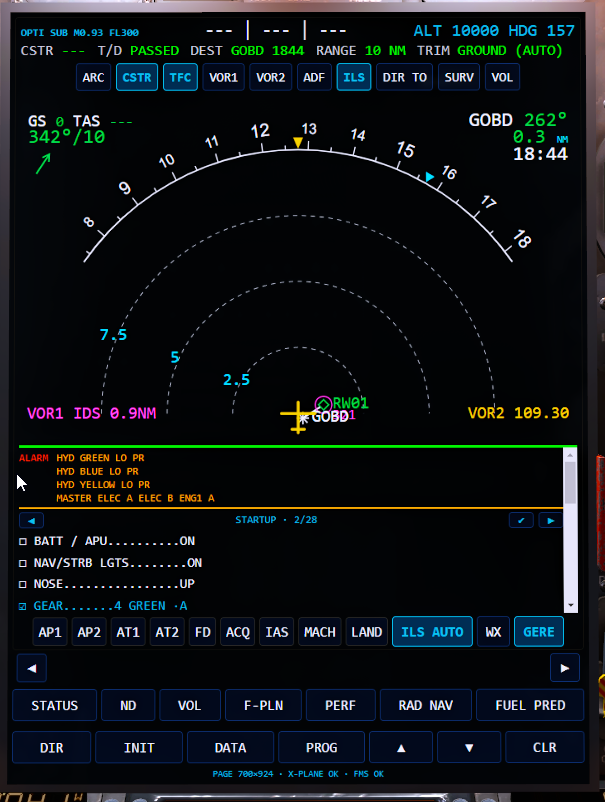 OPTI SUB M0.93 FL300 --- | --- | --- ALT 10000 HDG 157
CSTR --- T/D PASSED DEST GOBD 1844 RANGE 10 NM TRIM GROUND (AUTO)
ARC CSTR TFC VOR1 VOR2 ADF ILS DIR TO SURV VOL
GS 0 TAS --- GOBD 262°
342°/10 0.3 NM
18:44
8 9 10 11 12 13 14 15 16 17 18
7.5
5
2.5
RW01
GOBD
VOR1 IDS 0.9NM VOR2 109.30
ALARM HYD GREEN LO PR
HYD BLUE LO PR
HYD YELLOW LO PR
MASTER ELEC A ELEC B ENG1 A
◀ STARTUP · 2/28 ✔ ▶
☐ BATT / APU..........ON
☐ NAV/STRB LGTS.......ON
☐ NOSE................UP
☑ GEAR.......4 GREEN ·A
AP1 AP2 AT1 AT2 FD ACQ IAS MACH LAND ILS AUTO WX GERE
◀ ▶
STATUS ND VOL F-PLN PERF RAD NAV FUEL PRED
DIR INIT DATA PROG ▲ ▼ CLR
PAGE 700×924 · X-PLANE OK · FMS OK